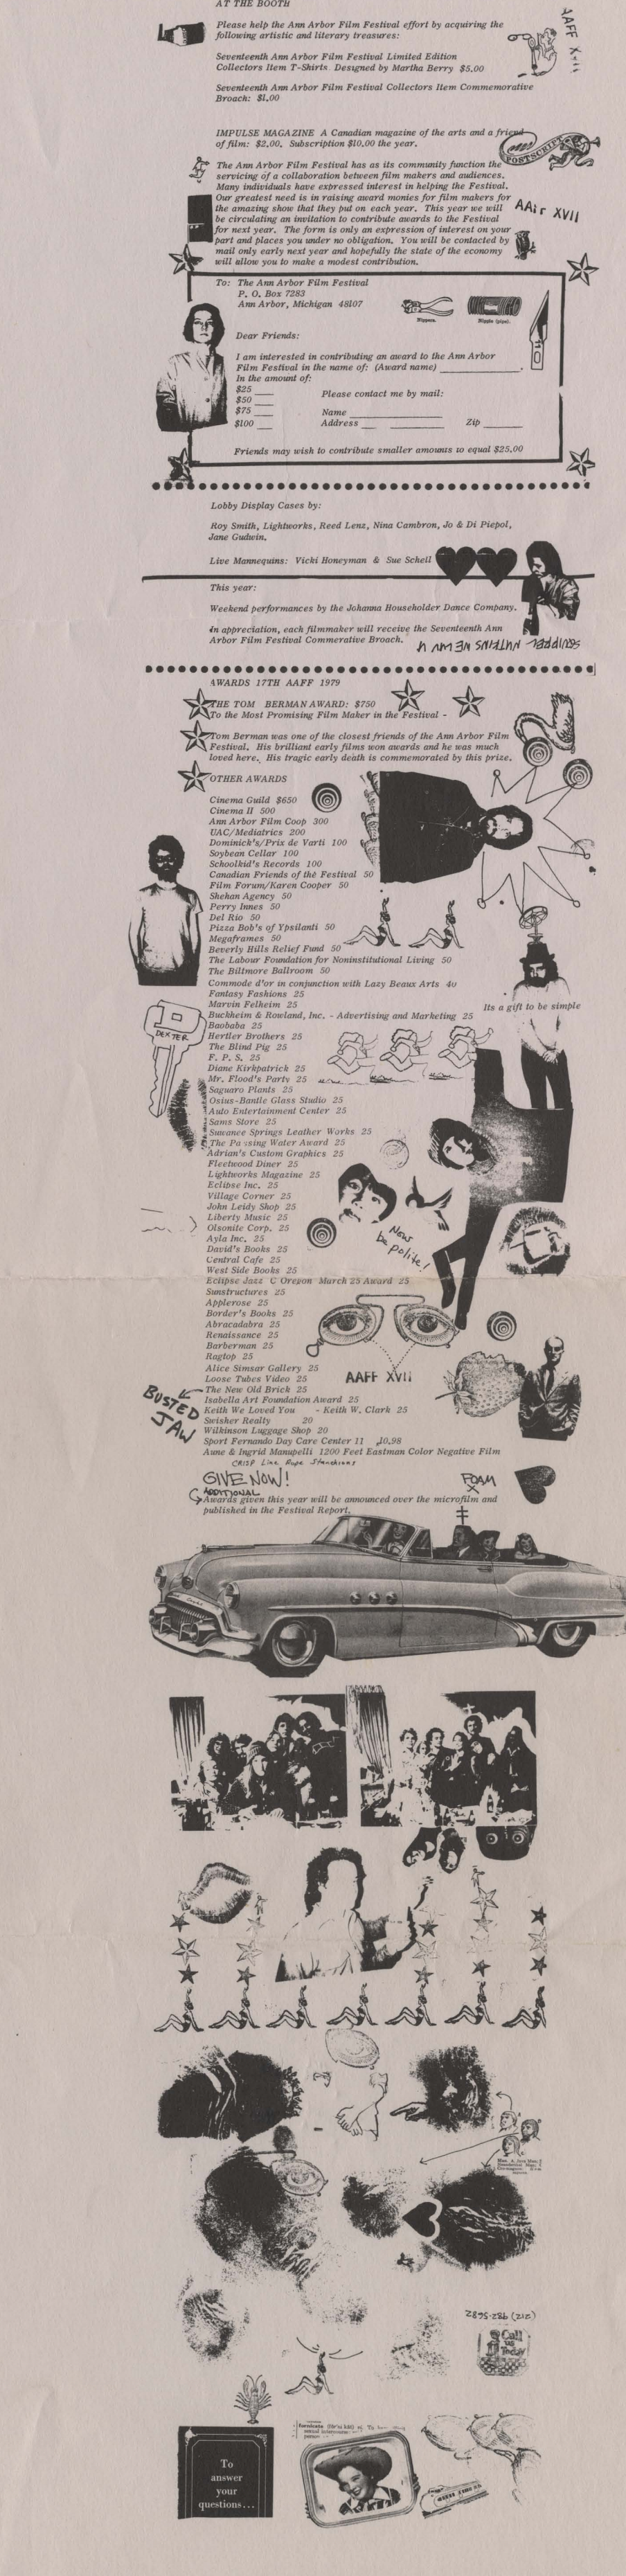 AT THE BOOTH
Please help the Ann Arbor Film Festival effort by acquiring the
following artistic and literary treasures:
Seventeenth Ann Arbor Film Festival Limited Edition
Collectors Item T-Shirts Designed by Martha Berry $5.00
Seventeenth Ann Arbor Film Festival Collectors Item Commemorative
Broach: $1.00
IMPULSE MAGAZINE A Canadian magazine of the arts and a friend
of film: $2.00. Subscription $10.00 the year.
POSTSCRIPT
The Ann Arbor Film Festival has as its community function the
servicing of a collaboration between film makers and audiences.
Many individuals have expressed interest in helping the Festival.
Our greatest need is in raising award monies for film makers for
the amazing show that they put on each year. This year we will
be circulating an invitation to contribute awards to the Festival
for next year. The form is only an expression of interest on your
part and places you under no obligation. You will be contacted by
mail only early next year and hopefully the state of the economy
will allow you to make a modest contribution.
AAFF XVII
To: The Ann Arbor Film Festival
P. O. Box 7283
Ann Arbor, Michigan 48107
Nippers.
Nipple (pipe).
Dear Friends:
I am interested in contributing an award to the Ann Arbor
Film Festival in the name of: (Award name) ______________.
In the amount of:
$25 ___
$50 ___
$75 ___
$100 ___
Please contact me by mail:
Name ______________
Address ___ ________ Zip ___
Friends may wish to contribute smaller amounts to equal $25.00
Lobby Display Cases by:
Roy Smith, Lightworks, Reed Lenz, Nina Cambron, Jo & Di Piepol,
Jane Gudwin.
Live Mannequins: Vicki Honeyman & Sue Scheil
This year:
Weekend performances by the Johanna Householder Dance Company.
In appreciation, each filmmaker will receive the Seventeenth Ann
Arbor Film Festival Commerative Broach.
AWARDS 17TH AAFF 1979
THE TOM BERMAN AWARD: $750
To the Most Promising Film Maker in the Festival -
Tom Berman was one of the closest friends of the Ann Arbor Film
Festival. His brilliant early films won awards and he was much
loved here. His tragic early death is commemorated by this prize.
OTHER AWARDS
Cinema Guild $650
Cinema II 500
Ann Arbor Film Coop 300
UAC/Mediatrics 200
Dominick's/Prix de Varti 100
Soybean Cellar 100
Schoolkid's Records 100
Canadian Friends of the Festival 50
Film Forum/Karen Cooper 50
Shehan Agency 50
Perry Innes 50
Del Rio 50
Pizza Bob's of Ypsilanti 50
Megaframes 50
Beverly Hills Relief Fund 50
The Labour Foundation for Noninstitutional Living 50
The Biltmore Ballroom 50
Commode d'or in conjunction with Lazy Beaux Arts 40
Fantasy Fashions 25
Marvin Felheim 25
Its a gift to be simple
Buckheim & Rowland, Inc. - Advertising and Marketing 25
Baobaba 25
DEXTER
Hertler Brothers 25
The Blind Pig 25
F. P. S. 25
Diane Kirkpatrick 25
Mr. Flood's Party 25
Saguaro Plants 25
Osius-Bantle Glass Studio 25
Auto Entertainment Center 25
Sams Store 25
Suwanee Springs Leather Works 25
The Passing Water Award 25
Adrian's Custom Graphics 25
Fleetwood Diner 25
Lightworks Magazine 25
Eclipse Inc. 25
Village Corner 25
John Leidy Shop 25
Liberty Music 25
Olsonite Corp. 25
Ayla Inc. 25
Now be polite!
David's Books 25
Central Cafe 25
West Side Books 25
Eclipse Jazz C Oregon March 25 Award 25
Sunstructures 25
Applerose 25
Border's Books 25
Abracadabra 25
Renaissance 25
Barberman 25
Ragtop 25
Alice Simsar Gallery 25
Loose Tubes Video 25
AAFF XVII
The New Old Brick 25
BUSTED JAW
Isabella Art Foundation Award 25
Keith We Loved You - Keith W. Clark 25
Swisher Realty 20
Wilkinson Luggage Shop 20
Sport Fernando Day Care Center 11 10.98
Aune & Ingrid Manupelli 1200 Feet Eastman Color Negative Film
CRISP Line Rope Stanchions
GIVE NOW!
FOAM
ADDITIONAL
Awards given this year will be announced over the microfilm and
published in the Festival Report.
(212) 982-5682
Call us Today
To
answer
your
questions...